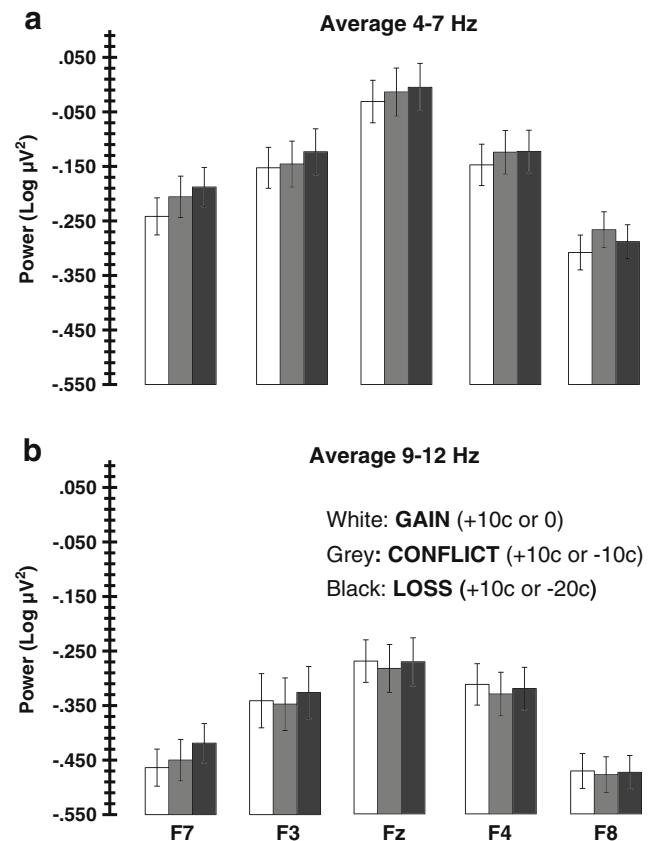 a
Average 4-7 Hz
Power (Log µV²)
.050
-.050
-.150
-.250
-.350
-.450
-.550
b
Average 9-12 Hz
White: GAIN (+10c or 0)
Grey: CONFLICT (+10c or -10c)
Black: LOSS (+10c or -20c)
Power (Log µV²)
.050
-.050
-.150
-.250
-.350
-.450
-.550
F7 F3 Fz F4 F8